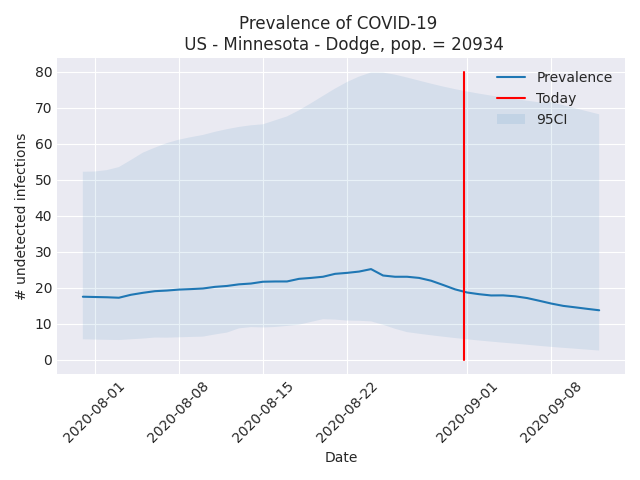 Prevalence of COVID-19
US - Minnesota - Dodge, pop. = 20934
Prevalence
Today
95CI
# undetected infections
80
70
60
50
40
30
20
10
0
2020-08-01
2020-08-08
2020-08-15
2020-08-22
2020-09-01
2020-09-08
Date